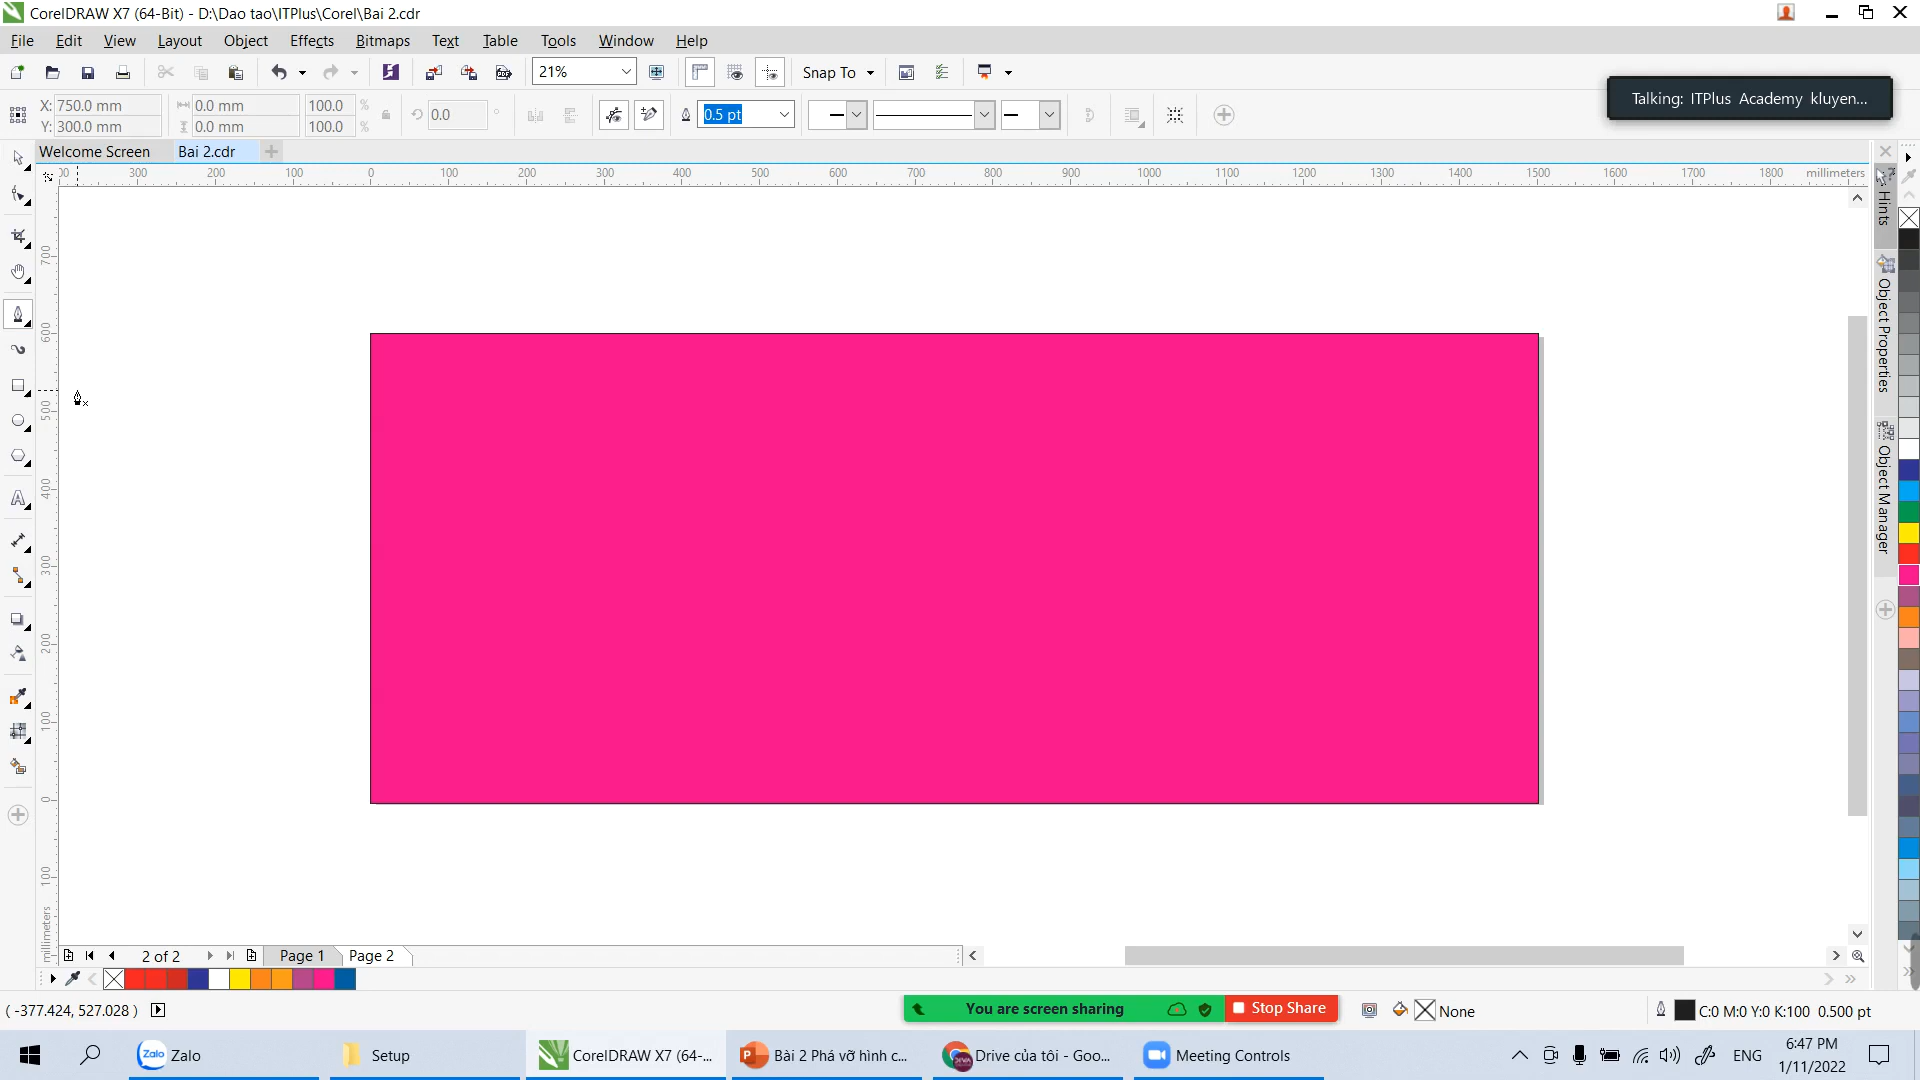 CorelDRAW X7 (64-Bit) - D:\Dao tao\ITPlus\Corel\Bai 2.cdr
File Edit View Layout Object Effects Bitmaps Text Table Tools Window Help
21% Snap To
Talking: ITPlus Academy kluyen...
X: 750.0 mm 0.0 mm 100.0 % 0.0 ° 0.5 pt
Y: 300.0 mm 0.0 mm 100.0 %
Welcome Screen Bai 2.cdr
300 200 100 0 100 200 300 400 500 600 700 800 900 1000 1100 1200 1300 1400 1500 1600 1700 1800 millimeters
700
600
500
400
300
200
100
0
100
millimeters
Hints
Object Properties
Object Manager
2 of 2 Page 1 Page 2
( -377.424, 527.028 ) You are screen sharing Stop Share None C:0 M:0 Y:0 K:100 0.500 pt
Zalo Zalo Setup CorelDRAW X7 (64-... Bài 2 Phá vỡ hình c... Drive của tôi - Goo... Meeting Controls ENG 6:47 PM
1/11/2022